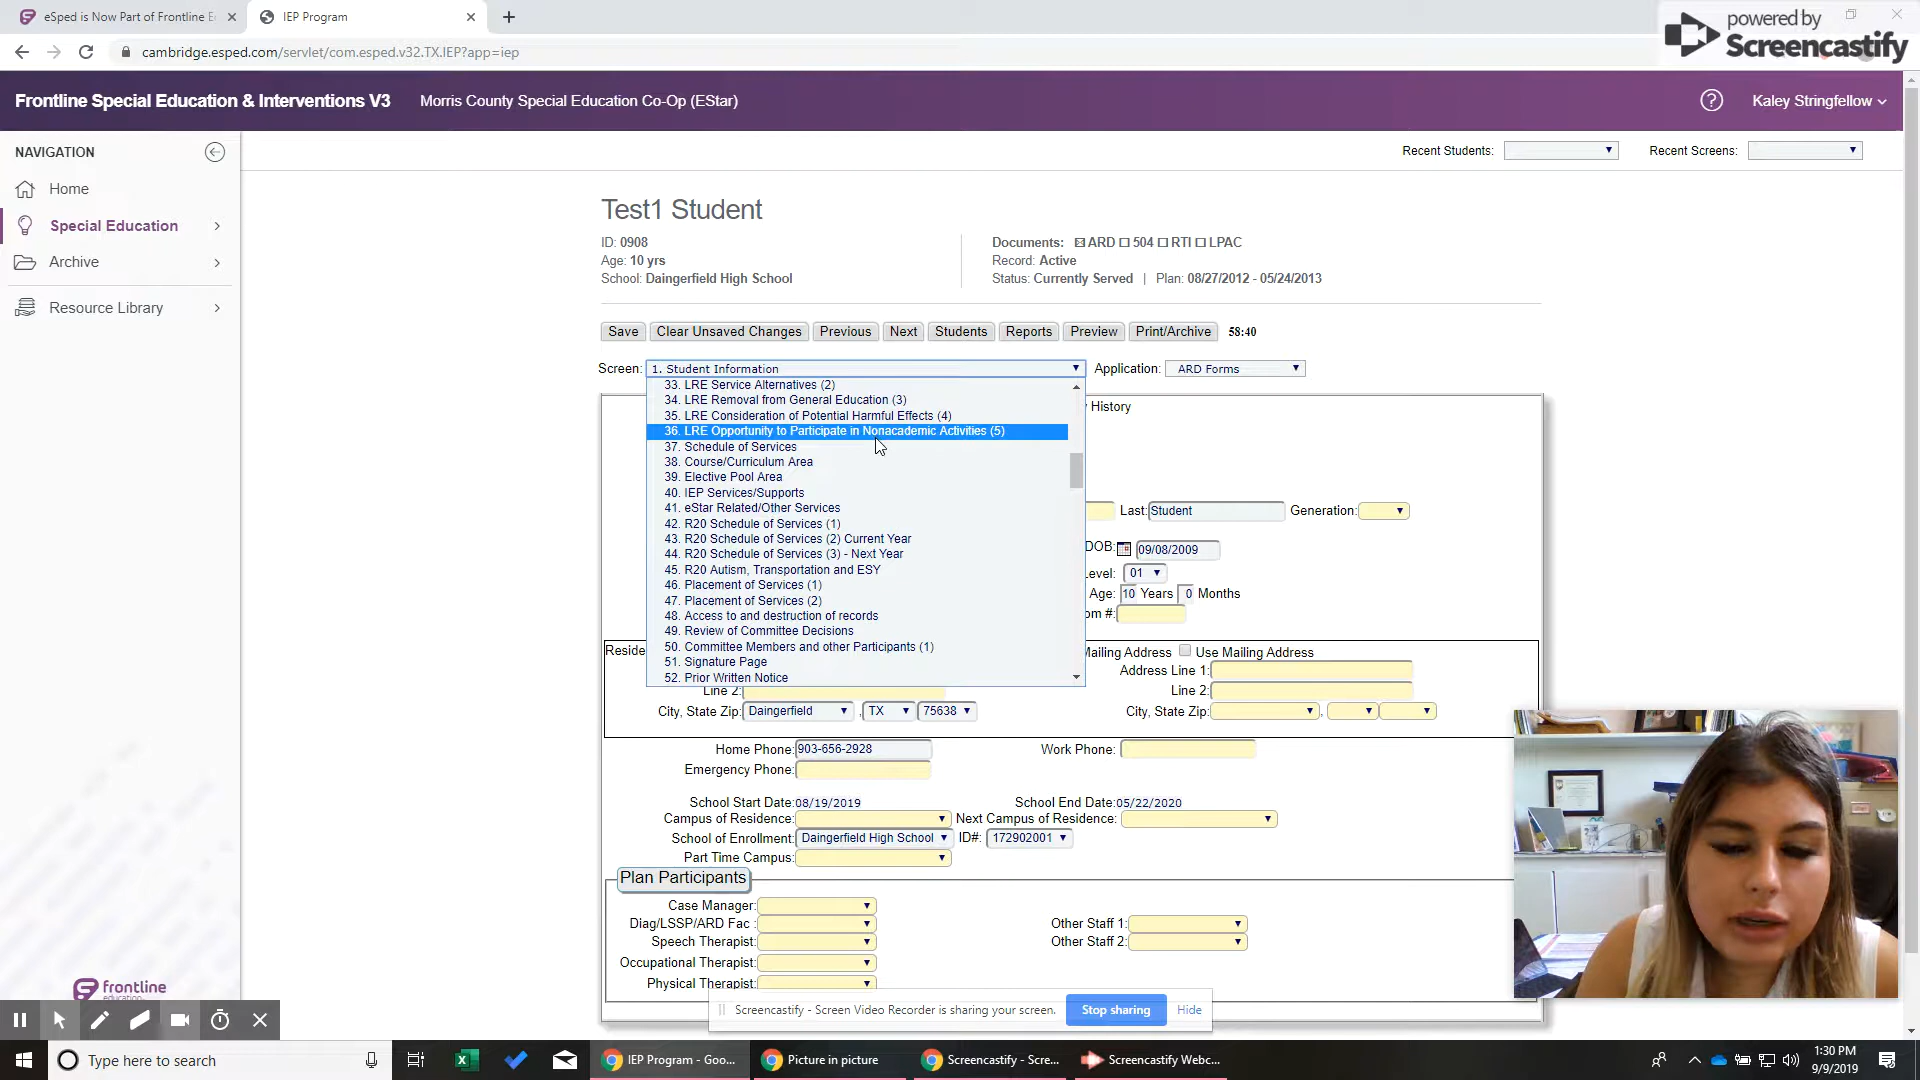 eSped is Now Part of Frontline E
IEP Program
powered by
Screencastify
cambridge.esped.com/servlet/com.esped.v32.TX.IEP?app=iep
Frontline Special Education & Interventions V3
Morris County Special Education Co-Op (EStar)
Kaley Stringfellow
NAVIGATION
Recent Students:
Recent Screens:
Home
Special Education
Archive
Resource Library
Test1 Student
ID: 0908
Age: 10 yrs
School: Daingerfield High School
Documents: ☒ ARD ☐ 504 ☐ RTI ☐ LPAC
Record: Active
Status: Currently Served | Plan: 08/27/2012 - 05/24/2013
Save Clear Unsaved Changes Previous Next Students Reports Preview Print/Archive 58:40
Screen: 1. Student Information Application: ARD Forms
33. LRE Service Alternatives (2)
34. LRE Removal from General Education (3)
35. LRE Consideration of Potential Harmful Effects (4)
36. LRE Opportunity to Participate in Nonacademic Activities (5)
37. Schedule of Services
38. Course/Curriculum Area
39. Elective Pool Area
40. IEP Services/Supports
41. eStar Related/Other Services
42. R20 Schedule of Services (1)
43. R20 Schedule of Services (2) Current Year
44. R20 Schedule of Services (3) - Next Year
45. R20 Autism, Transportation and ESY
46. Placement of Services (1)
47. Placement of Services (2)
48. Access to and destruction of records
49. Review of Committee Decisions
50. Committee Members and other Participants (1)
51. Signature Page
52. Prior Written Notice
History
Last: Student Generation:
DOB: 09/08/2009
Level: 01
Age: 10 Years 0 Months
om #:
Reside
Mailing Address Use Mailing Address
Address Line 1:
Line 2: Line 2:
City, State Zip: Daingerfield , TX 75638 City, State Zip: ,
Home Phone: 903-656-2928 Work Phone:
Emergency Phone:
School Start Date: 08/19/2019 School End Date: 05/22/2020
Campus of Residence: Next Campus of Residence:
School of Enrollment: Daingerfield High School ID#: 172902001
Part Time Campus:
Plan Participants
Case Manager:
Diag/LSSP/ARD Fac : Other Staff 1:
Speech Therapist: Other Staff 2:
Occupational Therapist:
Physical Therapist:
frontline
education
Screencastify - Screen Video Recorder is sharing your screen. Stop sharing Hide
Type here to search
IEP Program - Goo...
Picture in picture
Screencastify - Scre...
Screencastify Webc...
1:30 PM
9/9/2019